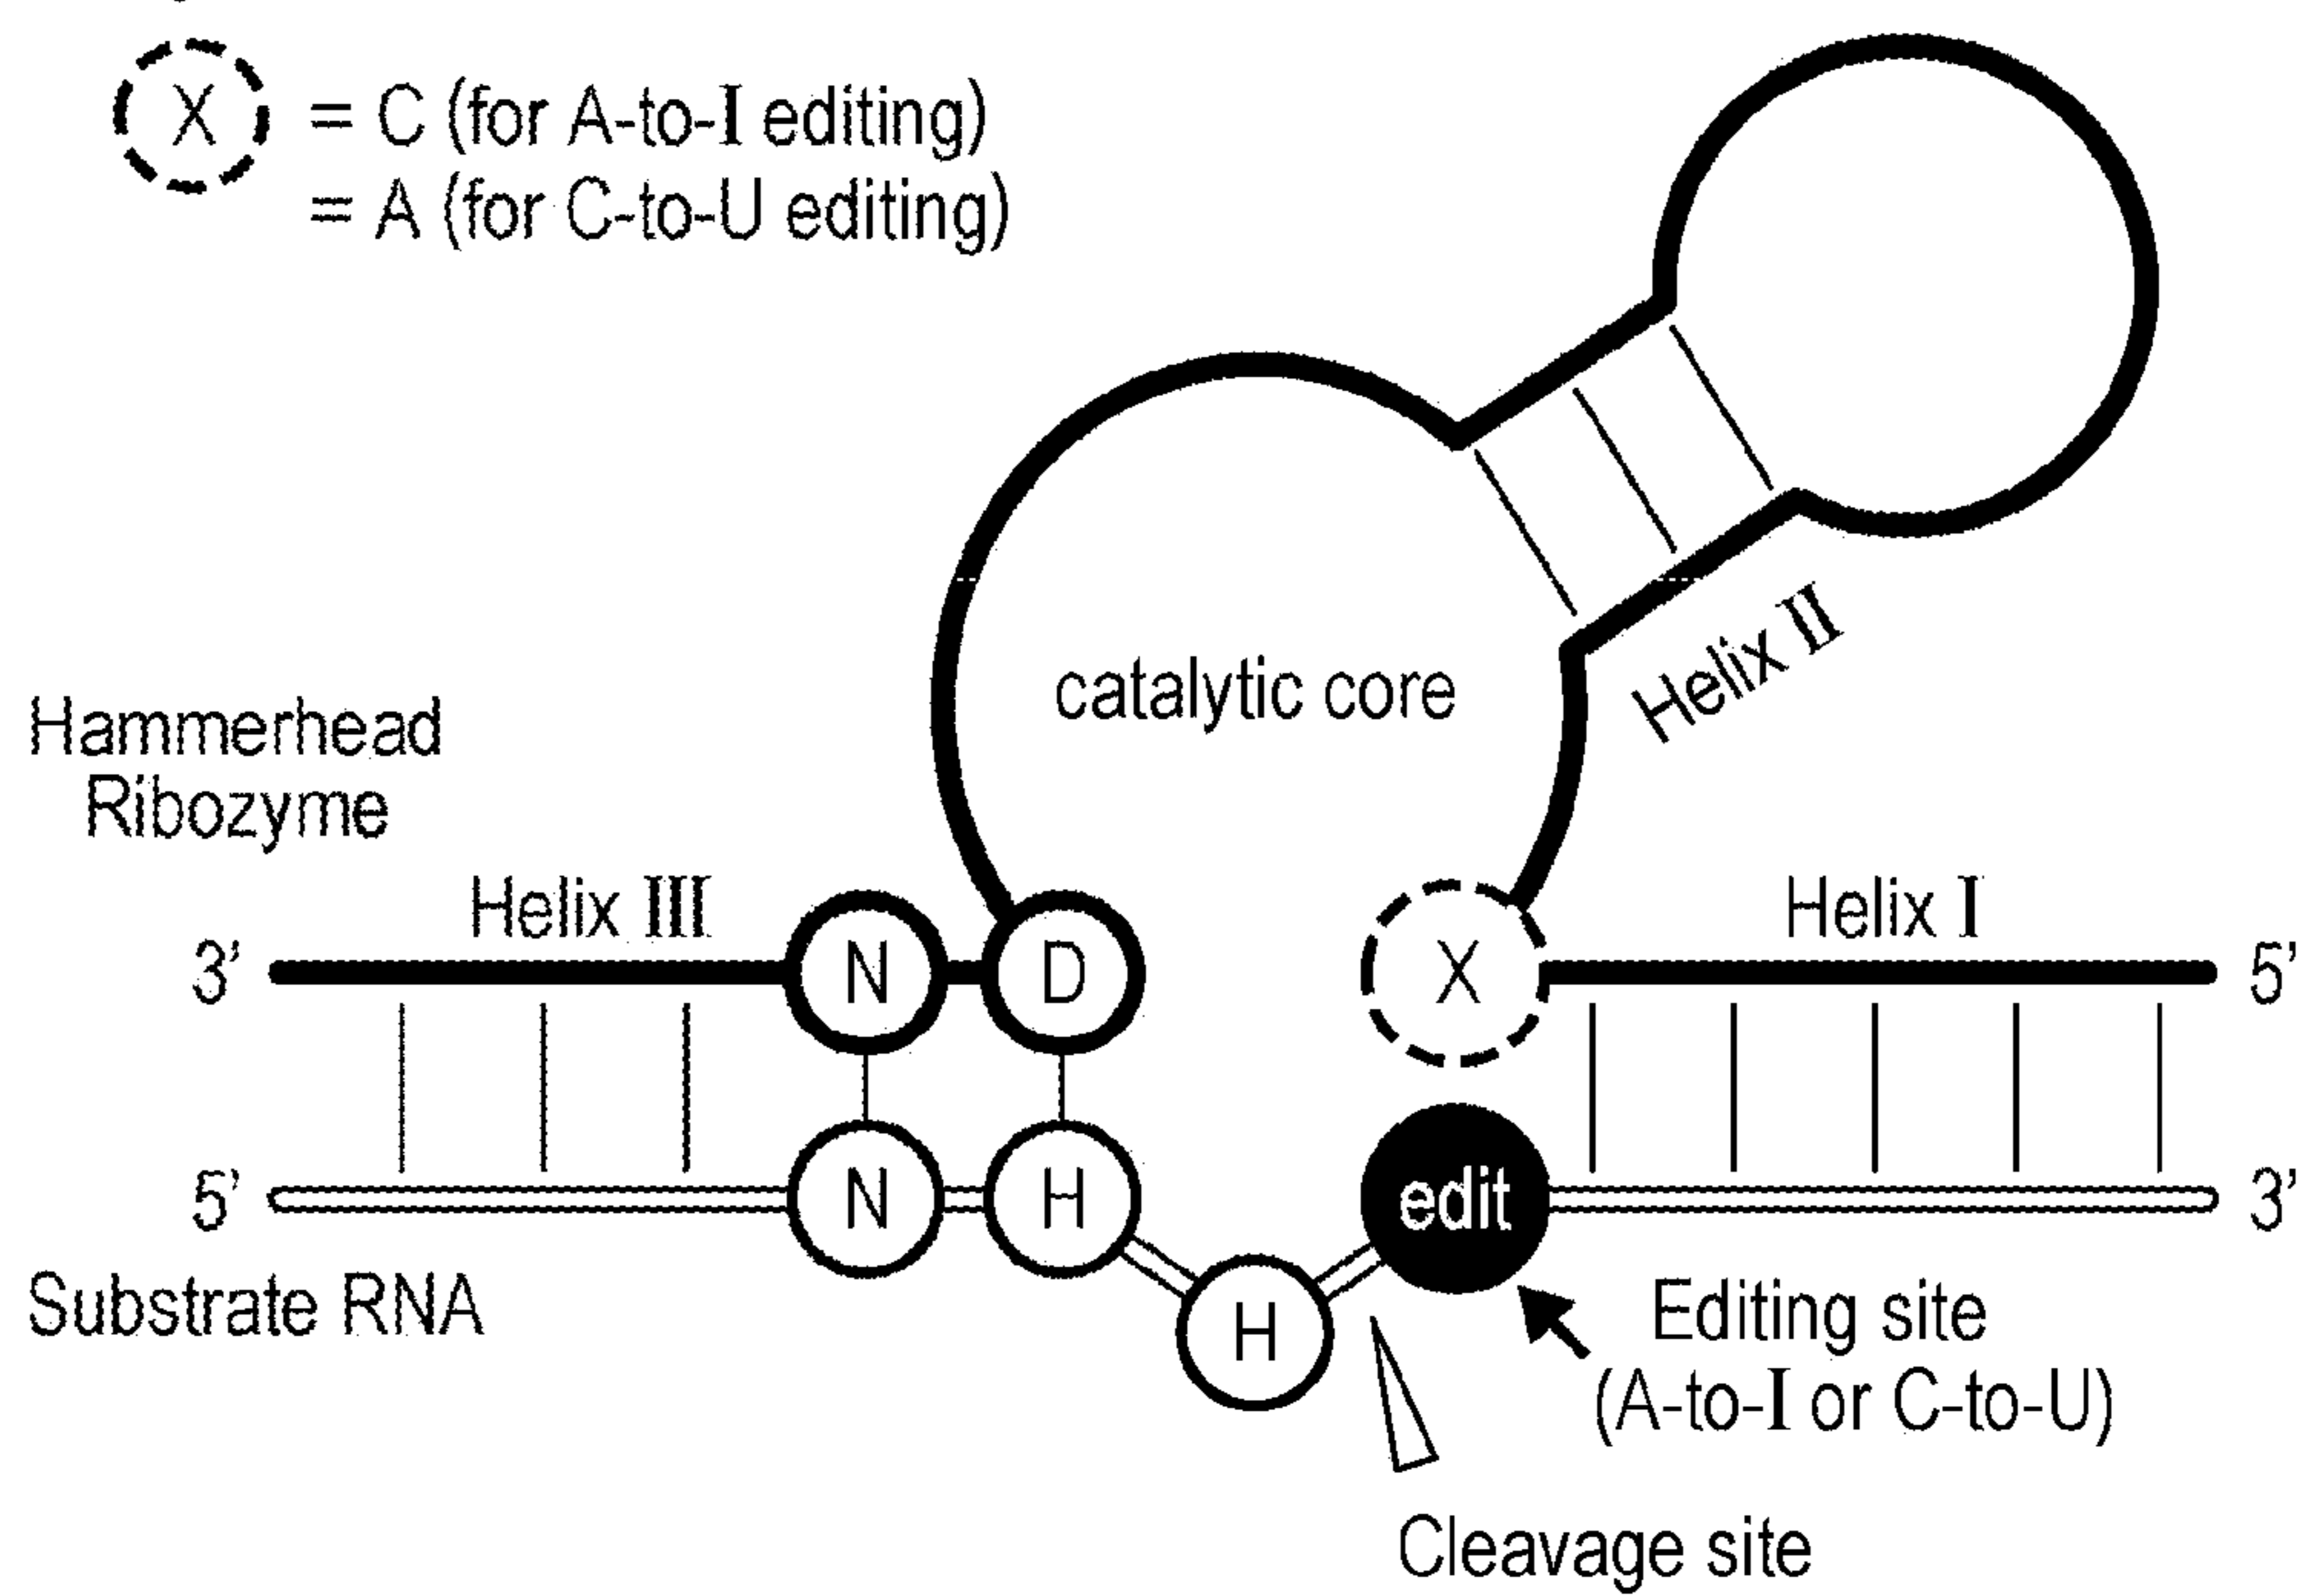 X = C (for A-to-I editing)
= A (for C-to-U editing)
Helix II
catalytic core
Hammerhead
Ribozyme
Helix III
Helix I
3’ N D X 5’
5’ N H edit 3’
H
Substrate RNA
Editing site
(A-to-I or C-to-U)
Cleavage site